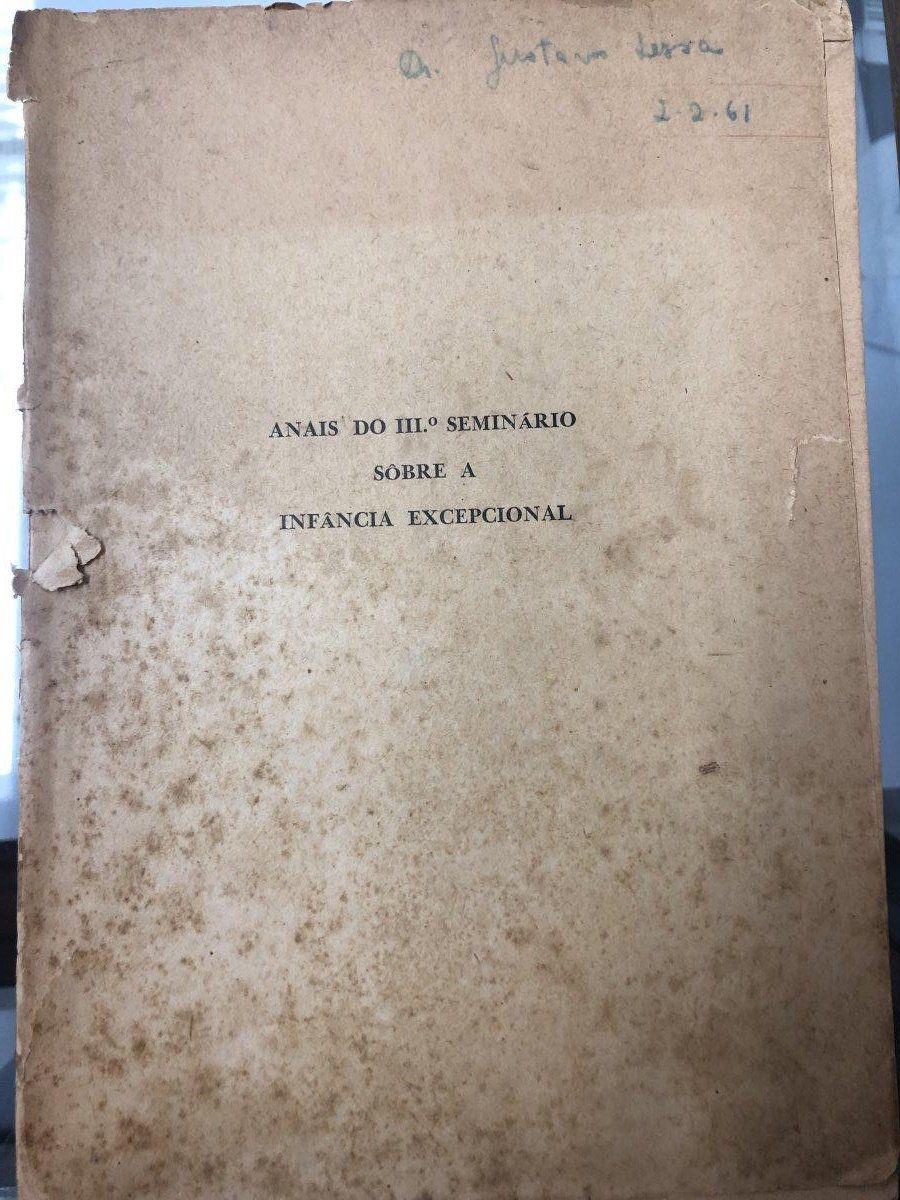 Dr. Gustavo Lessa
2.2.61
ANAIS DO III.º SEMINÁRIO
SÔBRE A
INFÂNCIA EXCEPCIONAL